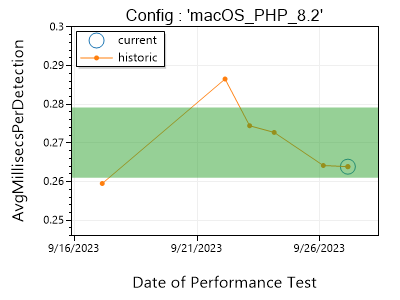 Config : 'macOS_PHP_8.2'
current
historic
AvgMillisecsPerDetection
0.3
0.29
0.28
0.27
0.26
0.25
9/16/2023
9/21/2023
9/26/2023
Date of Performance Test